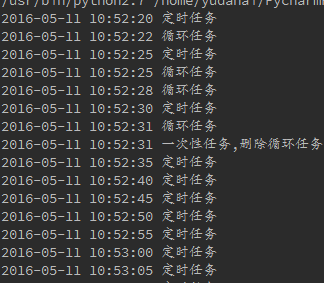 /usr/bin/python2.7 /home/yudahai/Pycharm
2016-05-11 10:52:20 定时任务
2016-05-11 10:52:22 循环任务
2016-05-11 10:52:25 定时任务
2016-05-11 10:52:25 循环任务
2016-05-11 10:52:28 循环任务
2016-05-11 10:52:30 定时任务
2016-05-11 10:52:31 循环任务
2016-05-11 10:52:31 一次性任务,删除循环任务
2016-05-11 10:52:35 定时任务
2016-05-11 10:52:40 定时任务
2016-05-11 10:52:45 定时任务
2016-05-11 10:52:50 定时任务
2016-05-11 10:52:55 定时任务
2016-05-11 10:53:00 定时任务
2016-05-11 10:53:05 定时任务